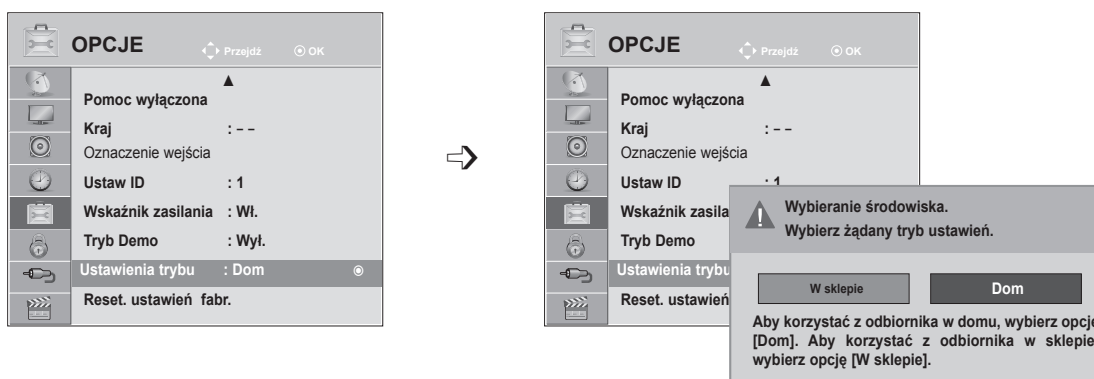 OPCJE Przejdź OK
▲
Pomoc wyłączona
Kraj : – –
Oznaczenie wejścia
Ustaw ID : 1
Wskaźnik zasilania : Wł.
Tryb Demo : Wył.
Ustawienia trybu : Dom
Reset. ustawień fabr.
OPCJE Przejdź OK
▲
Pomoc wyłączona
Kraj : – –
Oznaczenie wejścia
Ustaw ID : 1
Wskaźnik zasila
Tryb Demo
Ustawienia trybu
Reset. ustawień
Wybieranie środowiska.
Wybierz żądany tryb ustawień.
W sklepie Dom
Aby korzystać z odbiornika w domu, wybierz opcję
[Dom]. Aby korzystać z odbiornika w sklepie
wybierz opcję [W sklepie].